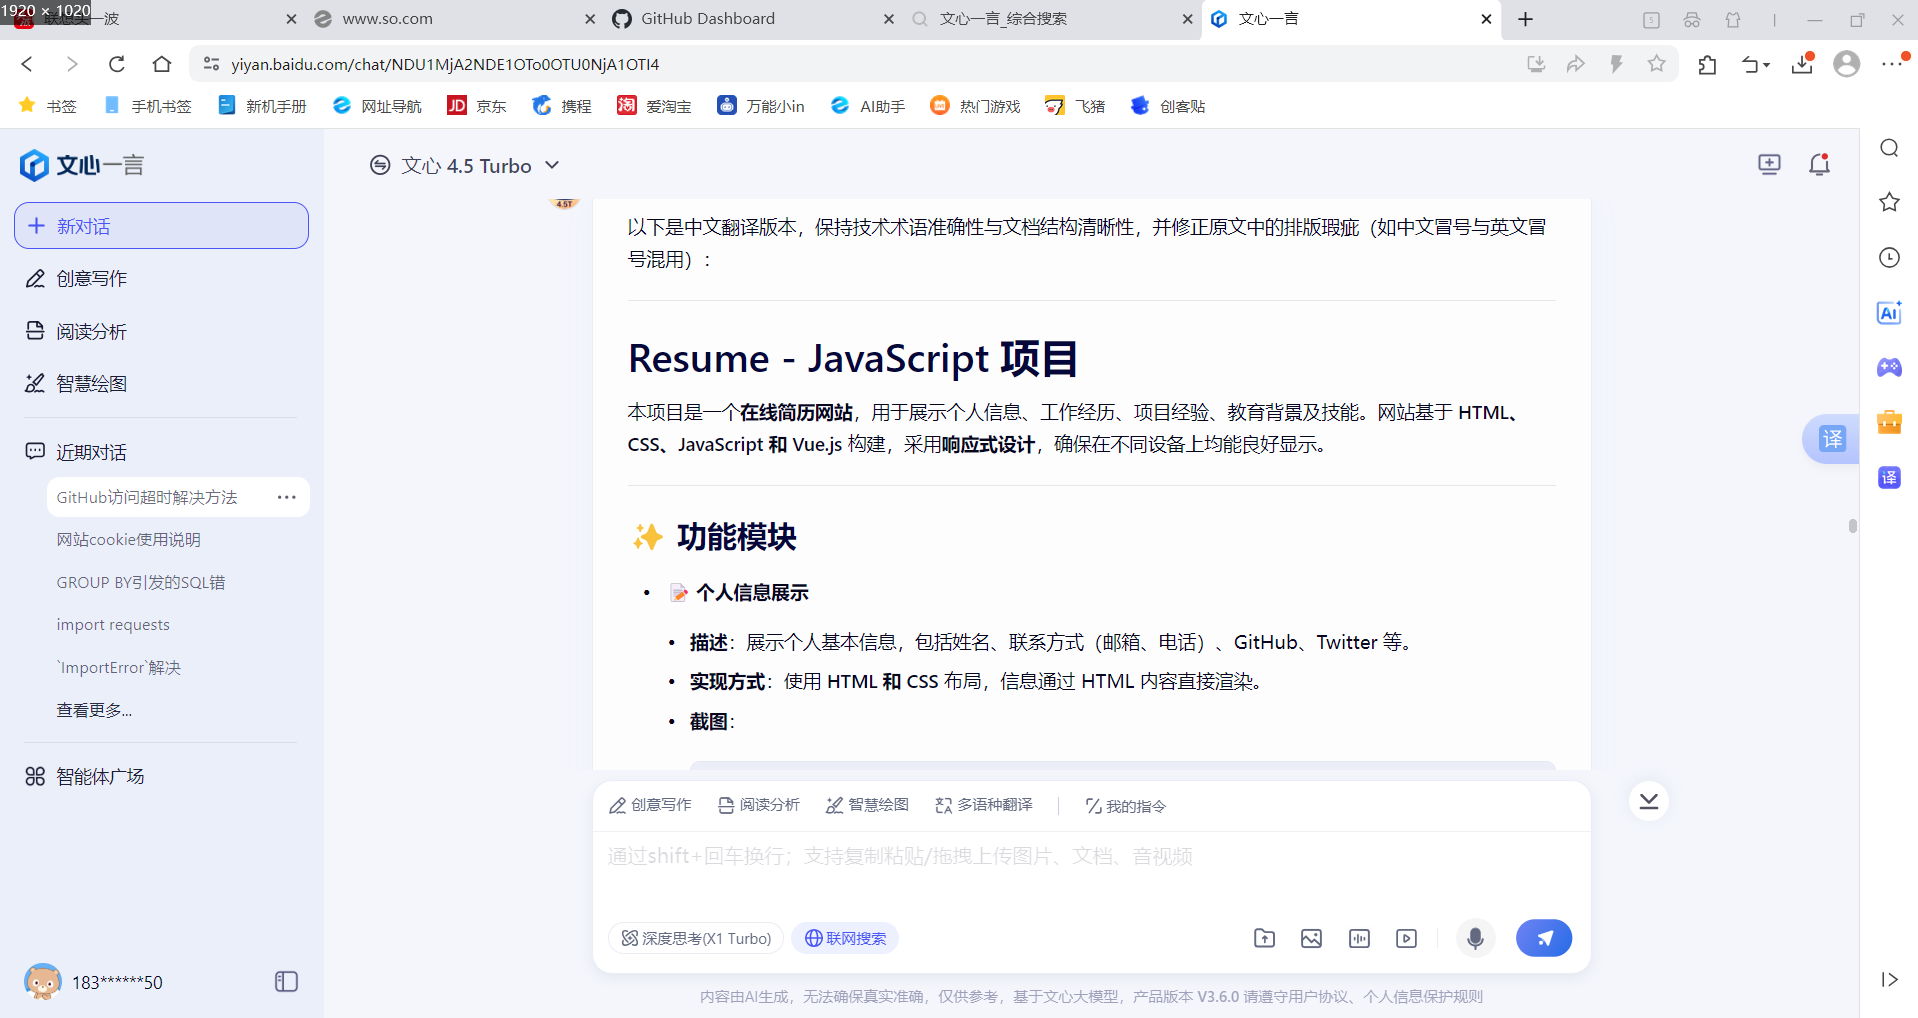 1920 × 1020
一波
www.so.com
GitHub Dashboard
文心一言_综合搜索
文心一言
yiyan.baidu.com/chat/NDU1MjA2NDE1OTo0OTU0NjA1OTI4
书签
手机书签
新机手册
网址导航
JD 京东
携程
淘 爱淘宝
万能小in
AI助手
热门游戏
飞猪
创客贴
文心一言
新对话
创意写作
阅读分析
智慧绘图
近期对话
GitHub访问超时解决方法
网站cookie使用说明
GROUP BY引发的SQL错
import requests
`ImportError`解决
查看更多...
智能体广场
183******50
文心 4.5 Turbo
4.5T
以下是中文翻译版本，保持技术术语准确性与文档结构清晰性，并修正原文中的排版瑕疵（如中文冒号与英文冒
号混用）：
Resume - JavaScript 项目
本项目是一个在线简历网站，用于展示个人信息、工作经历、项目经验、教育背景及技能。网站基于 HTML、
CSS、JavaScript 和 Vue.js 构建，采用响应式设计，确保在不同设备上均能良好显示。
✨ 功能模块
• 📝 个人信息展示
• 描述：展示个人基本信息，包括姓名、联系方式（邮箱、电话）、GitHub、Twitter 等。
• 实现方式：使用 HTML 和 CSS 布局，信息通过 HTML 内容直接渲染。
• 截图：
创意写作
阅读分析
智慧绘图
多语种翻译
我的指令
通过shift+回车换行；支持复制粘贴/拖拽上传图片、文档、音视频
深度思考(X1 Turbo)
联网搜索
内容由AI生成，无法确保真实准确，仅供参考，基于文心大模型，产品版本 V3.6.0 请遵守用户协议、个人信息保护规则
译
AI
译